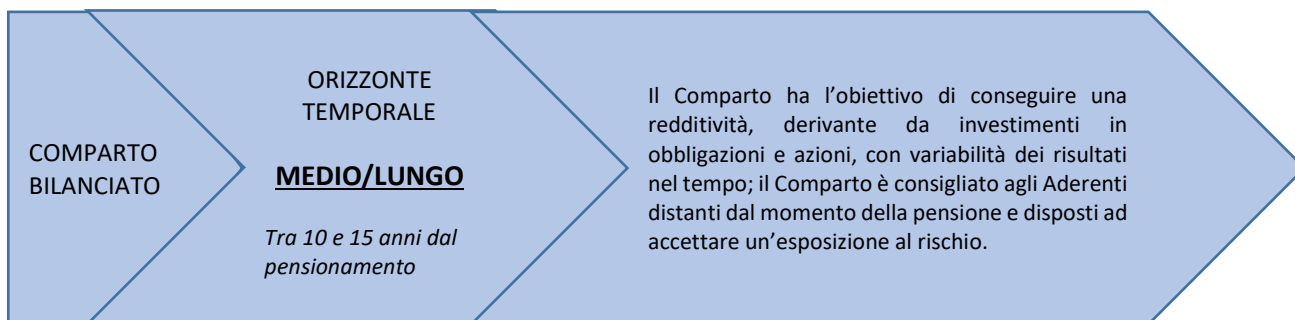 COMPARTO
BILANCIATO
ORIZZONTE
TEMPORALE
MEDIO/LUNGO
Tra 10 e 15 anni dal
pensionamento
Il Comparto ha l’obiettivo di conseguire una
redditività, derivante da investimenti in
obbligazioni e azioni, con variabilità dei risultati
nel tempo; il Comparto è consigliato agli Aderenti
distanti dal momento della pensione e disposti ad
accettare un’esposizione al rischio.